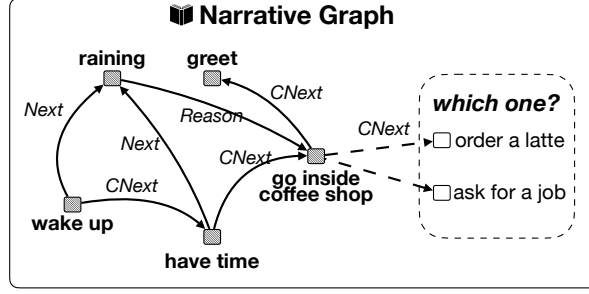 Narrative Graph
raining
greet
CNext
which one?
Next
Reason
CNext
order a latte
Next
CNext
go inside
coffee shop
CNext
ask for a job
wake up
have time